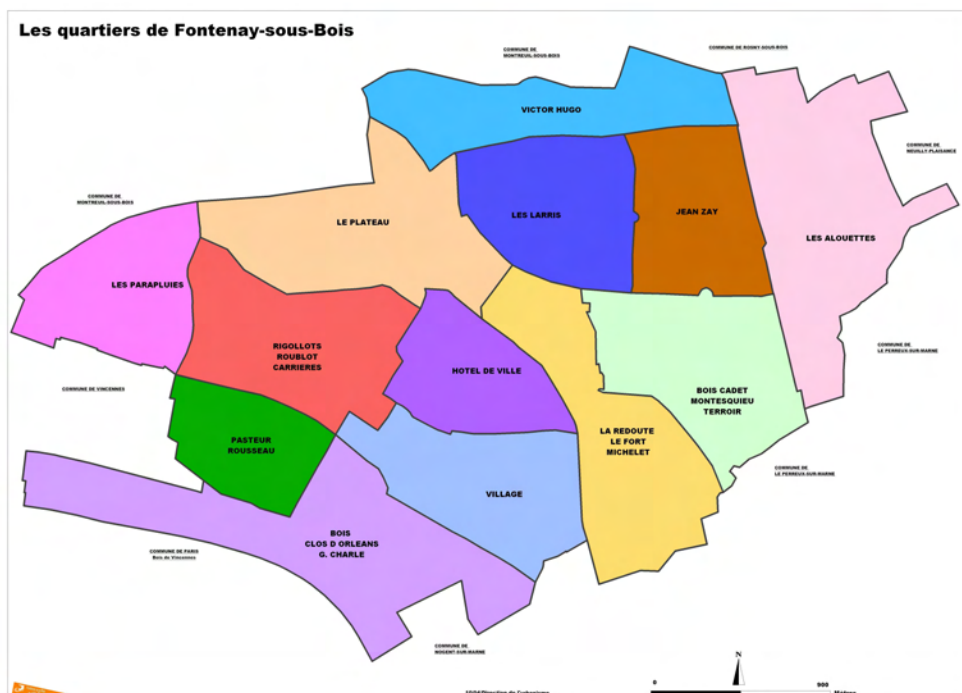 Les quartiers de Fontenay-sous-Bois
COMMUNE DE
MONTREUIL-SOUS-BOIS
COMMUNE DE ROSNY-SOUS-BOIS
VICTOR HUGO
COMMUNE DE
NEUILLY-PLAISANCE
COMMUNE DE
MONTREUIL-SOUS-BOIS
LE PLATEAU
LES LARRIS
JEAN ZAY
LES ALOUETTES
LES PARAPLUIES
RIGOLLOTS
ROUBLOT
CARRIERES
COMMUNE DE
LE PERREUX-SUR-MARNE
HOTEL DE VILLE
COMMUNE DE VINCENNES
BOIS CADET
MONTESQUIEU
TERROIR
PASTEUR
ROUSSEAU
LA REDOUTE
LE FORT
MICHELET
COMMUNE DE
LE PERREUX-SUR-MARNE
VILLAGE
BOIS
CLOS D ORLEANS
G. CHARLE
COMMUNE DE PARIS
Bois de Vincennes
COMMUNE DE
NOGENT-SUR-MARNE
N
0
900